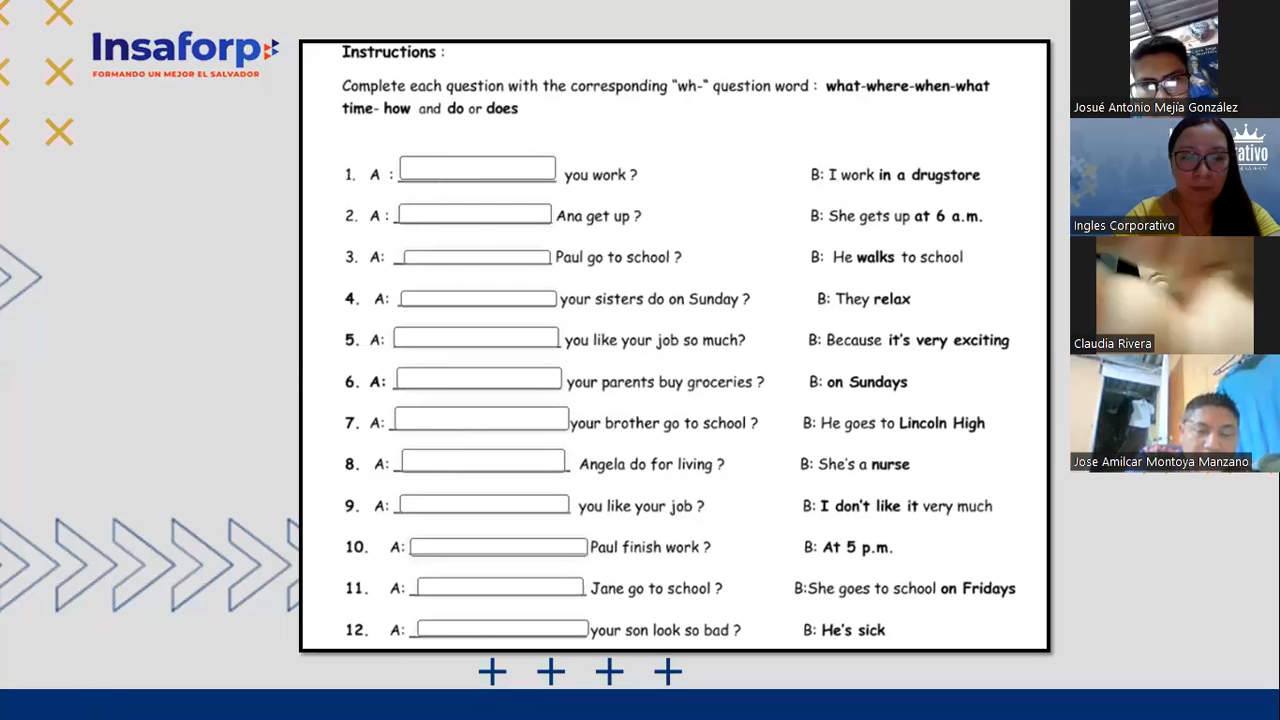 Insaforp
FORMANDO UN MEJOR EL SALVADOR
Instructions :
Complete each question with the corresponding “wh-“ question word : what-where-when-what
time- how and do or does
1. A : you work ? B: I work in a drugstore
2. A : Ana get up ? B: She gets up at 6 a.m.
3. A: Paul go to school ? B: He walks to school
4. A: your sisters do on Sunday ? B: They relax
5. A: you like your job so much? B: Because it's very exciting
6. A: your parents buy groceries ? B: on Sundays
7. A: your brother go to school ? B: He goes to Lincoln High
8. A: Angela do for living ? B: She's a nurse
9. A: you like your job ? B: I don't like it very much
10. A: Paul finish work ? B: At 5 p.m.
11. A: Jane go to school ? B:She goes to school on Fridays
12. A: your son look so bad ? B: He's sick
Josué Antonio Mejía González
Ingles Corporativo
Claudia Rivera
Jose Amilcar Montoya Manzano